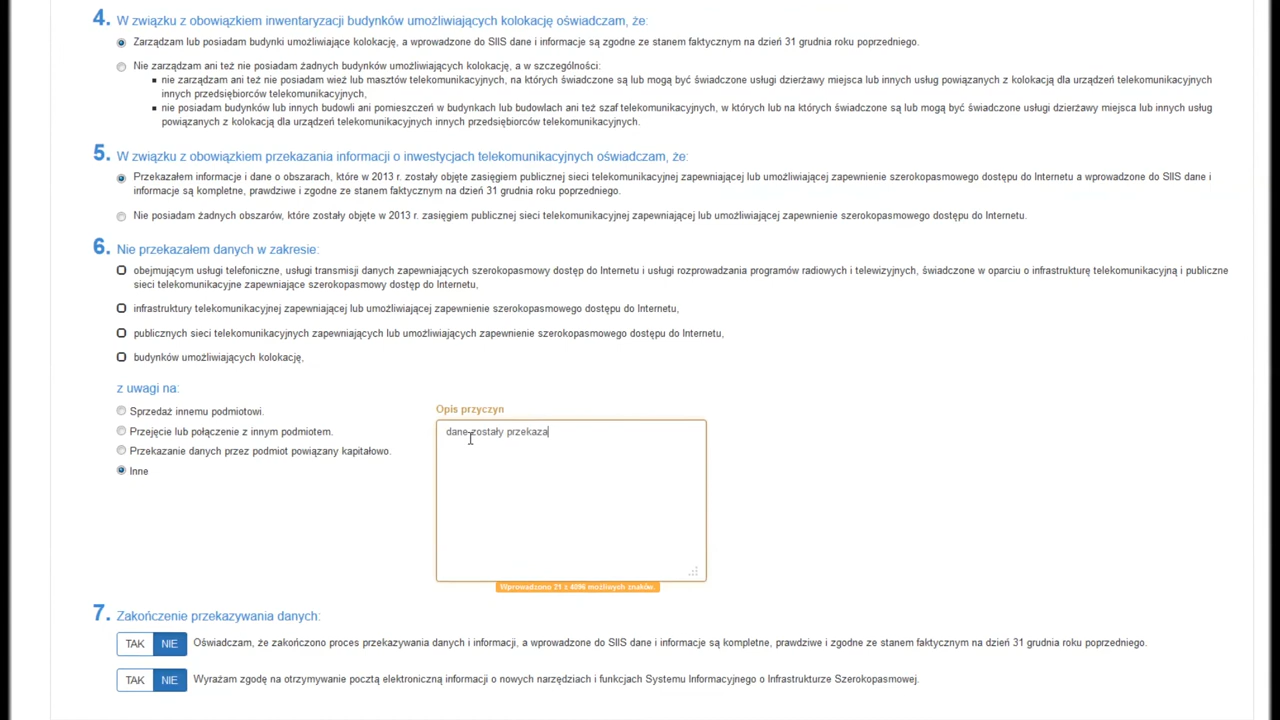 4. W związku z obowiązkiem inwentaryzacji budynków umożliwiających kolokację oświadczam, że:
Zarządzam lub posiadam budynki umożliwiające kolokację, a wprowadzone do SIIS dane i informacje są zgodne ze stanem faktycznym na dzień 31 grudnia roku poprzedniego.
Nie zarządzam ani też nie posiadam żadnych budynków umożliwiających kolokację, a w szczególności:
nie zarządzam ani też nie posiadam wież lub masztów telekomunikacyjnych, na których świadczone są lub mogą być świadczone usługi dzierżawy miejsca lub innych usług powiązanych z kolokacją dla urządzeń telekomunikacyjnych
innych przedsiębiorców telekomunikacyjnych,
nie posiadam budynków lub innych budowli ani pomieszczeń w budynkach lub budowlach ani też szaf telekomunikacyjnych, w których lub na których świadczone są lub mogą być świadczone usługi dzierżawy miejsca lub innych usług
powiązanych z kolokacją dla urządzeń telekomunikacyjnych innych przedsiębiorców telekomunikacyjnych.
5. W związku z obowiązkiem przekazania informacji o inwestycjach telekomunikacyjnych oświadczam, że:
Przekazałem informacje i dane o obszarach, które w 2013 r. zostały objęte zasięgiem publicznej sieci telekomunikacyjnej zapewniającej lub umożliwiającej zapewnienie szerokopasmowego dostępu do Internetu a wprowadzone do SIIS dane i
informacje są kompletne, prawdziwe i zgodne ze stanem faktycznym na dzień 31 grudnia roku poprzedniego.
Nie posiadam żadnych obszarów, które zostały objęte w 2013 r. zasięgiem publicznej sieci telekomunikacyjnej zapewniającej lub umożliwiającej zapewnienie szerokopasmowego dostępu do Internetu.
6. Nie przekazałem danych w zakresie:
obejmującym usługi telefoniczne, usługi transmisji danych zapewniających szerokopasmowy dostęp do Internetu i usługi rozprowadzania programów radiowych i telewizyjnych, świadczone w oparciu o infrastrukturę telekomunikacyjną i publiczne
sieci telekomunikacyjne zapewniające szerokopasmowy dostęp do Internetu,
infrastruktury telekomunikacyjnej zapewniającej lub umożliwiającej zapewnienie szerokopasmowego dostępu do Internetu,
publicznych sieci telekomunikacyjnych zapewniających lub umożliwiających zapewnienie szerokopasmowego dostępu do Internetu,
budynków umożliwiających kolokację,
z uwagi na:
Sprzedaż innemu podmiotowi.
Przejęcie lub połączenie z innym podmiotem.
Przekazanie danych przez podmiot powiązany kapitałowo.
Inne
Opis przyczyn
dane zostały przekaza
Wprowadzono 21 z 4096 możliwych znaków.
7. Zakończenie przekazywania danych:
TAK NIE Oświadczam, że zakończono proces przekazywania danych i informacji, a wprowadzone do SIIS dane i informacje są kompletne, prawdziwe i zgodne ze stanem faktycznym na dzień 31 grudnia roku poprzedniego.
TAK NIE Wyrażam zgodę na otrzymywanie pocztą elektroniczną informacji o nowych narzędziach i funkcjach Systemu Informacyjnego o Infrastrukturze Szerokopasmowej.